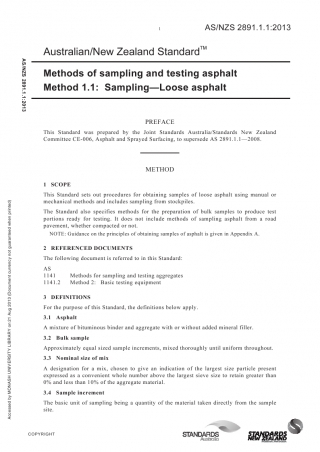 1
AS/NZS 2891.1.1:2013
Australian/New Zealand Standard™
Methods of sampling and testing asphalt
Method 1.1: Sampling—Loose asphalt
PREFACE
This Standard was prepared by the Joint Standards Australia/Standards New Zealand
Committee CE-006, Asphalt and Sprayed Surfacing, to supersede AS 2891.1.1—2008.
METHOD
1 SCOPE
This Standard sets out procedures for obtaining samples of loose asphalt using manual or
mechanical methods and includes sampling from stockpiles.
The Standard also specifies methods for the preparation of bulk samples to produce test
portions ready for testing. It does not include methods of sampling asphalt from a road
pavement, whether compacted or not.
NOTE: Guidance on the principles of obtaining samples of asphalt is given in Appendix A.
2 REFERENCED DOCUMENTS
The following document is referred to in this Standard:
AS
1141 Methods for sampling and testing aggregates
1141.2 Method 2: Basic testing equipment
3 DEFINITIONS
For the purpose of this Standard, the definitions below apply.
3.1 Asphalt
A mixture of bituminous binder and aggregate with or without added mineral filler.
3.2 Bulk sample
Approximately equal sized sample increments, mixed thoroughly until uniform throughout.
3.3 Nominal size of mix
A designation for a mix, chosen to give an indication of the largest size particle present
expressed as a convenient whole number above the largest sieve size to retain greater than
0% and less than 10% of the aggregate material.
3.4 Sample increment
The basic unit of sampling being a quantity of the material taken directly from the sample
site.
AS/NZS 2891.1.1:2013
Accessed by MONASH UNIVERSITY LIBRARY on 21 Aug 2013 (Document currency not guaranteed when printed)
COPYRIGHT
STANDARDS
Australia
STANDARDS
NEW ZEALAND